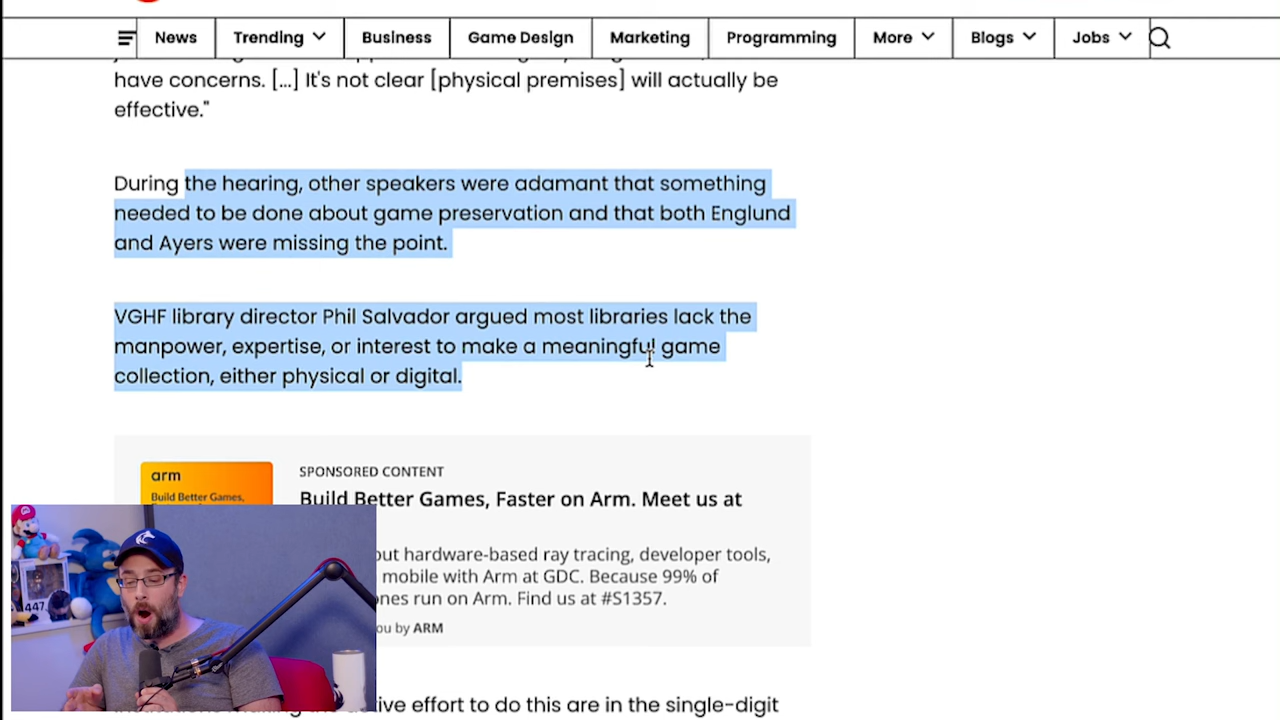 News
Trending
Business
Game Design
Marketing
Programming
More
Blogs
Jobs
have concerns. [...] It's not clear [physical premises] will actually be
effective."
During the hearing, other speakers were adamant that something
needed to be done about game preservation and that both Englund
and Ayers were missing the point.
VGHF library director Phil Salvador argued most libraries lack the
manpower, expertise, or interest to make a meaningful game
collection, either physical or digital.
arm
Build Better Games,
SPONSORED CONTENT
Build Better Games, Faster on Arm. Meet us at
out hardware-based ray tracing, developer tools,
mobile with Arm at GDC. Because 99% of
ones run on Arm. Find us at #S1357.
ou by ARM
447
effort to do this are in the single-digit